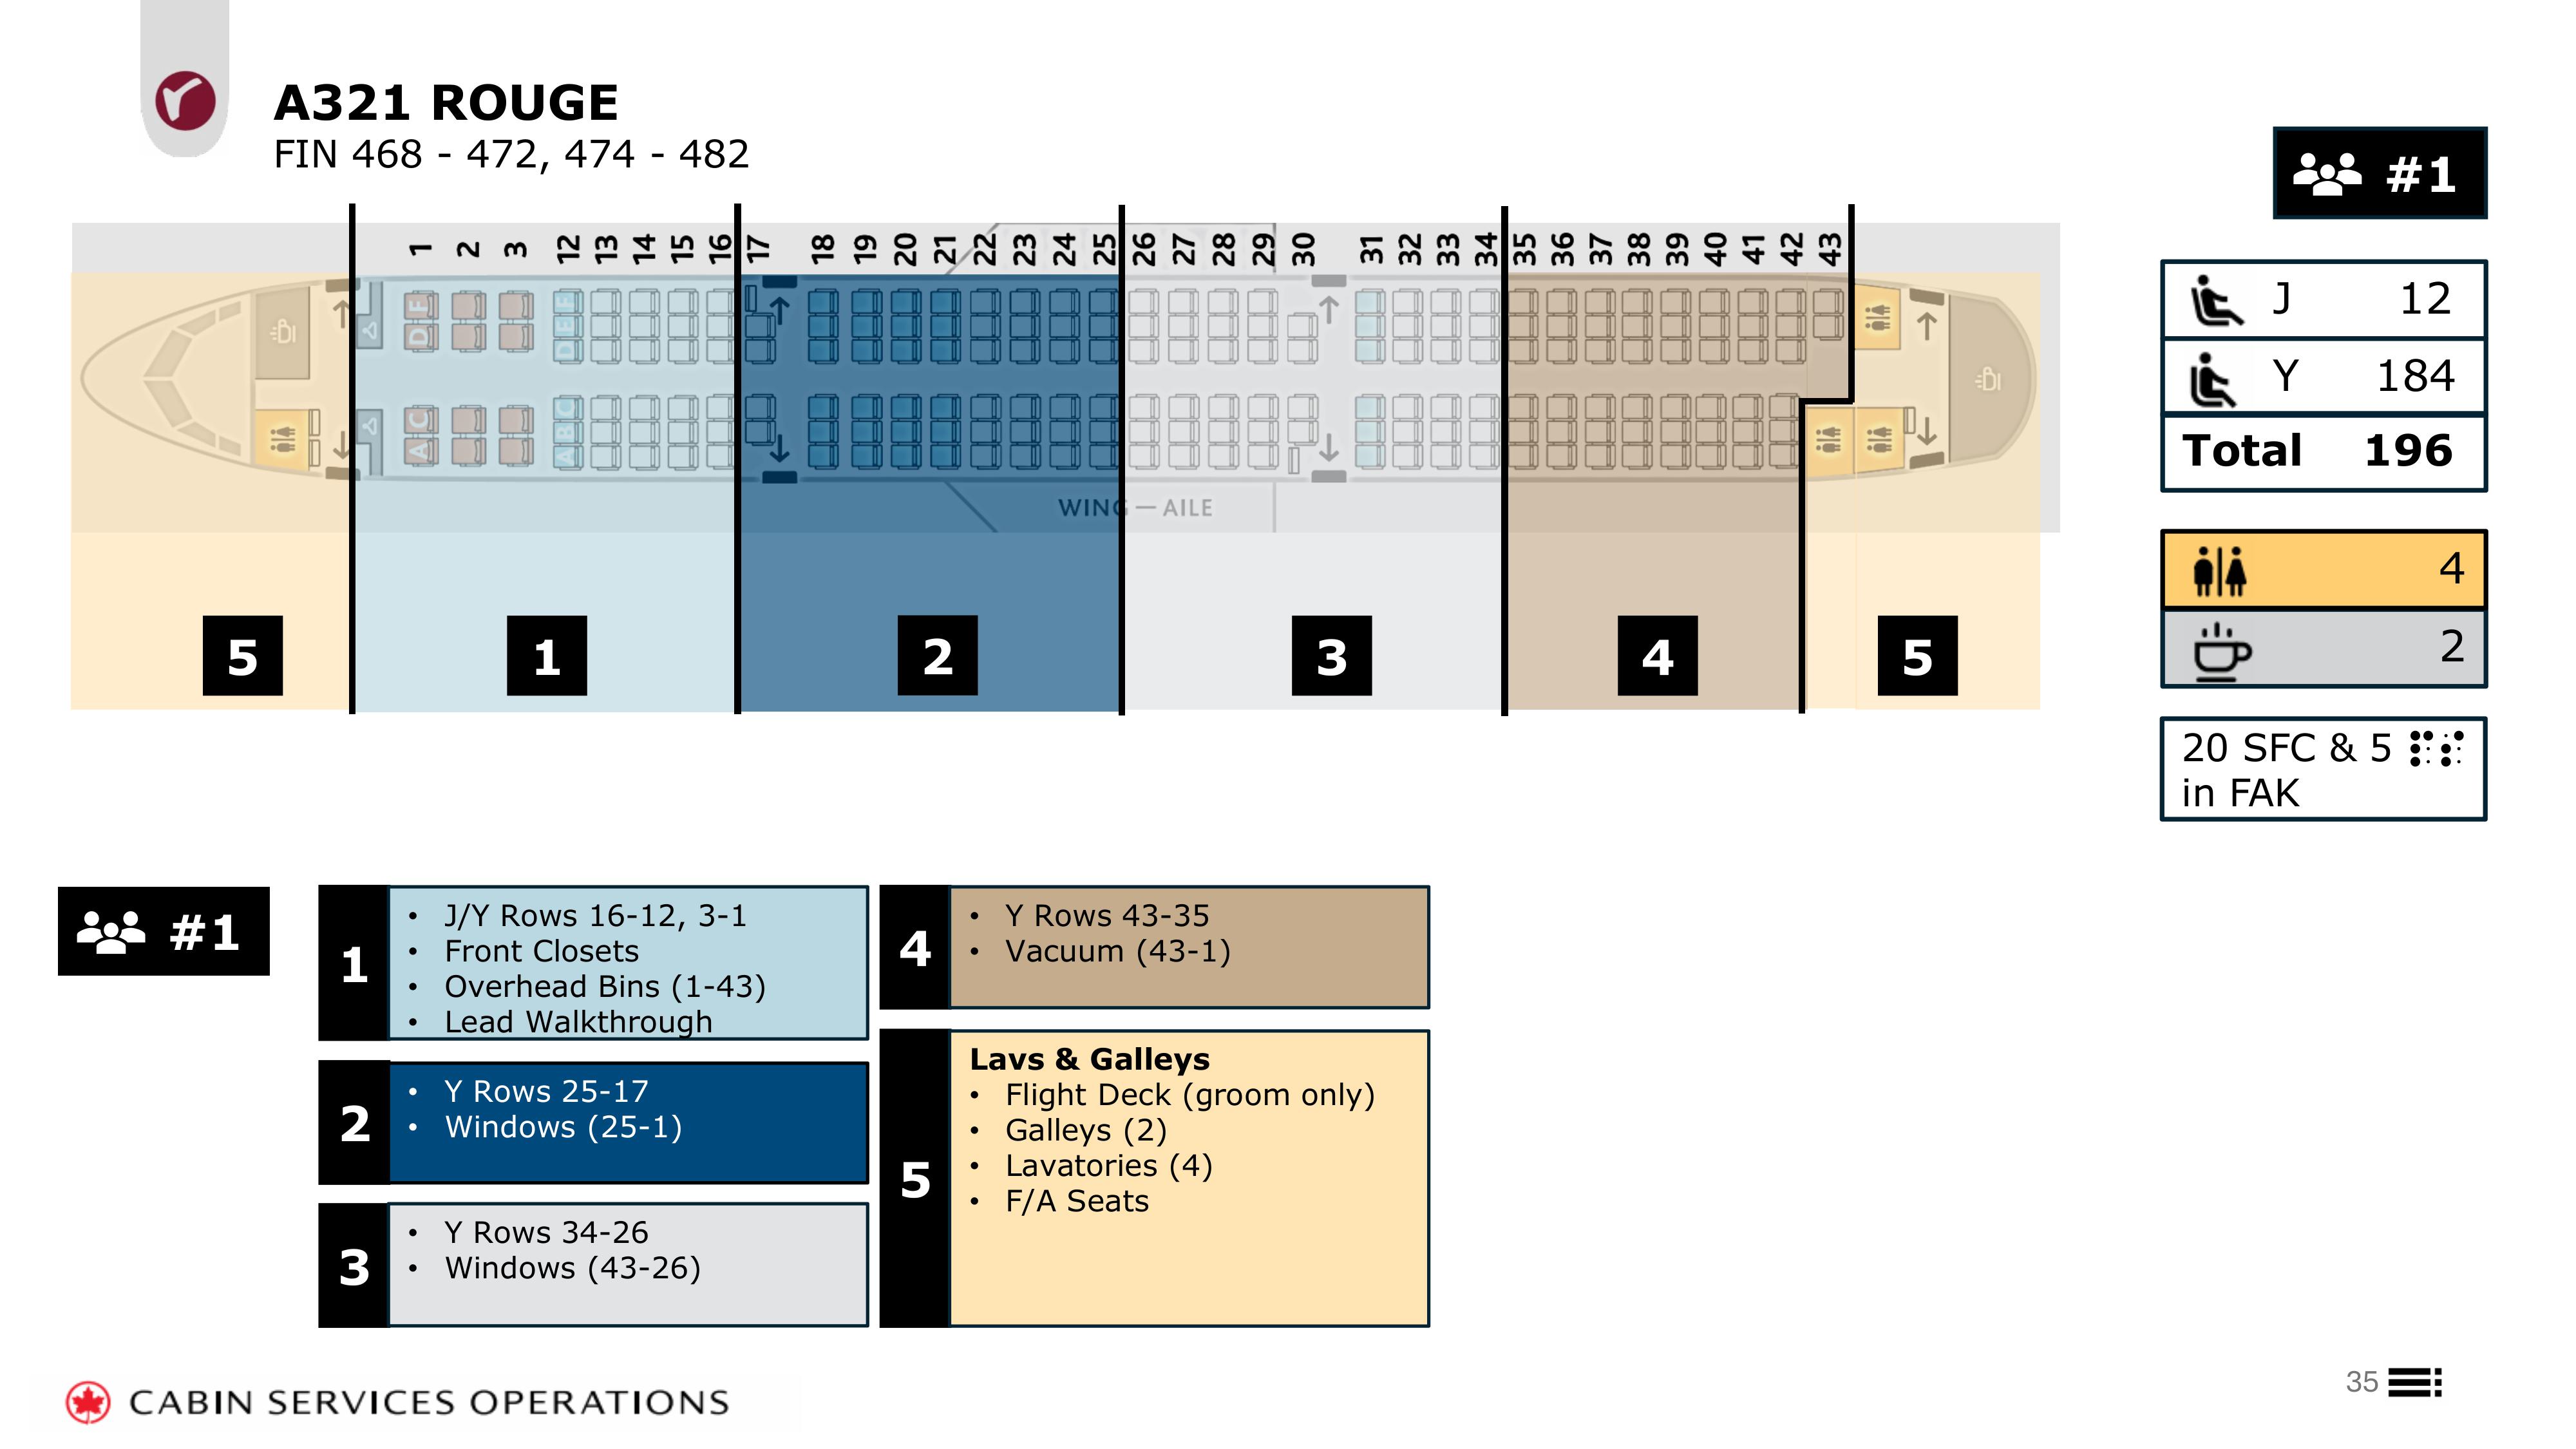 A321 ROUGE
FIN 468 - 472, 474 - 482
#1
1 2 3 12 13 14 15 16 17 18 19 20 21 22 23 24 25 26 27 28 29 30 31 32 33 34 35 36 37 38 39 40 41 42 43
D F
D E F
A C
A B C
WING — AILE
5 1 2 3 4 5
J 12
Y 184
Total 196
4
2
20 SFC & 5
in FAK
#1
1
• J/Y Rows 16-12, 3-1
• Front Closets
• Overhead Bins (1-43)
• Lead Walkthrough
2
• Y Rows 25-17
• Windows (25-1)
3
• Y Rows 34-26
• Windows (43-26)
4
• Y Rows 43-35
• Vacuum (43-1)
5
Lavs & Galleys
• Flight Deck (groom only)
• Galleys (2)
• Lavatories (4)
• F/A Seats
CABIN SERVICES OPERATIONS
35